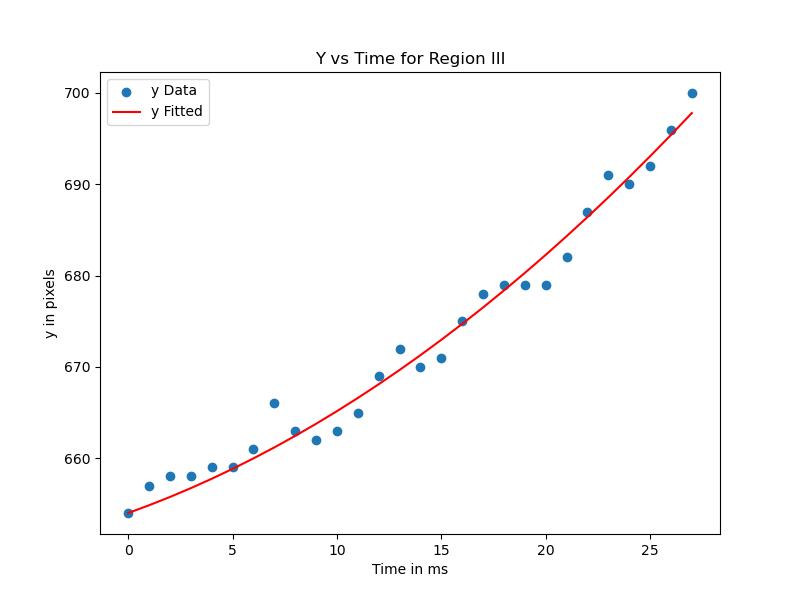 Y vs Time for Region III
y Data
y Fitted
700
690
680
670
660
y in pixels
0 5 10 15 20 25
Time in ms